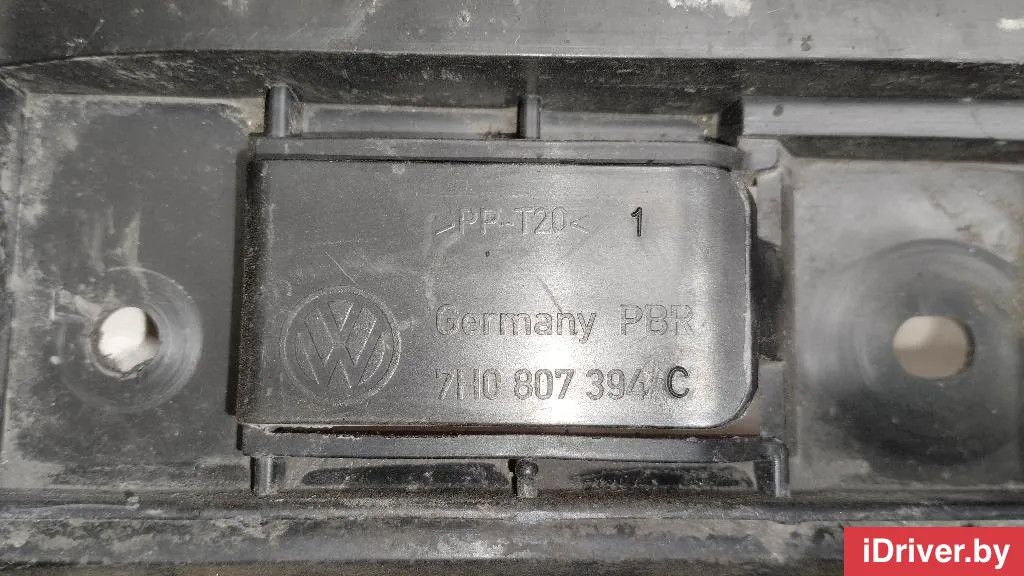 >PP-T20< 1
Germany PBR
VW
7H0 807 394 C
iDriver.by